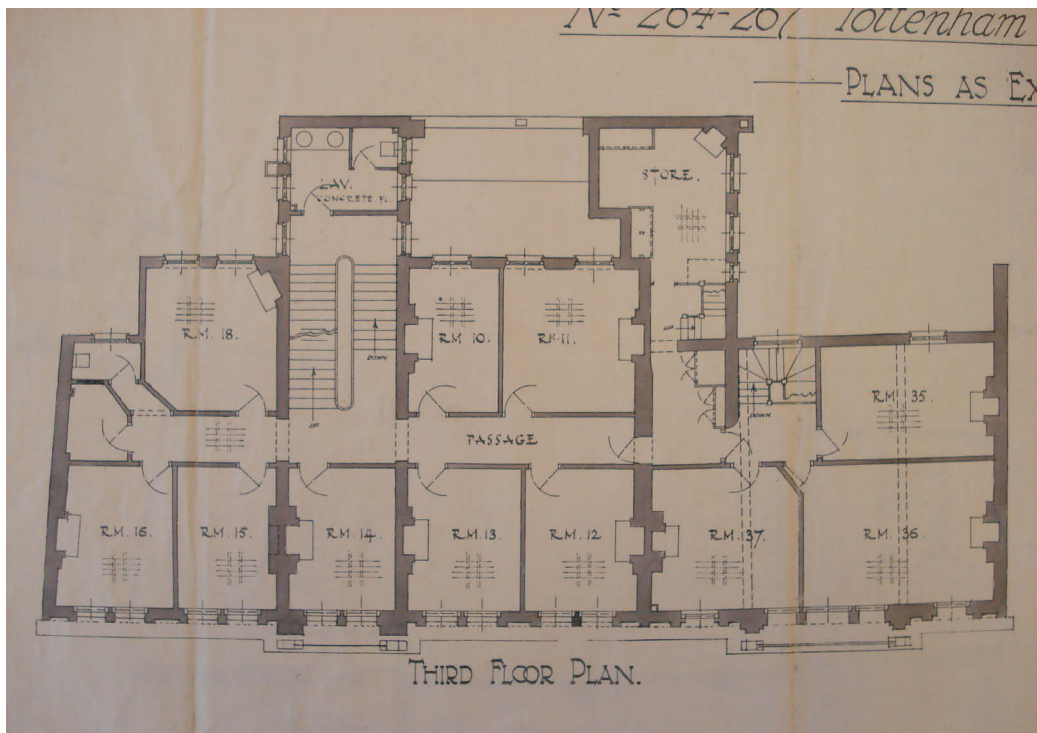 Nº 264-267 Tottenham
PLANS AS EX
STORE.
LAV.
CONCRETE F.
UP
RM. 18.
RM 10.
RM. 11.
DOWN
UP.
RM 35.
DOWN
PASSAGE
RM. 16.
RM. 15.
RM. 14.
RM. 13.
RM. 12
RM. 37.
RM. 36.
THIRD FLOOR PLAN.